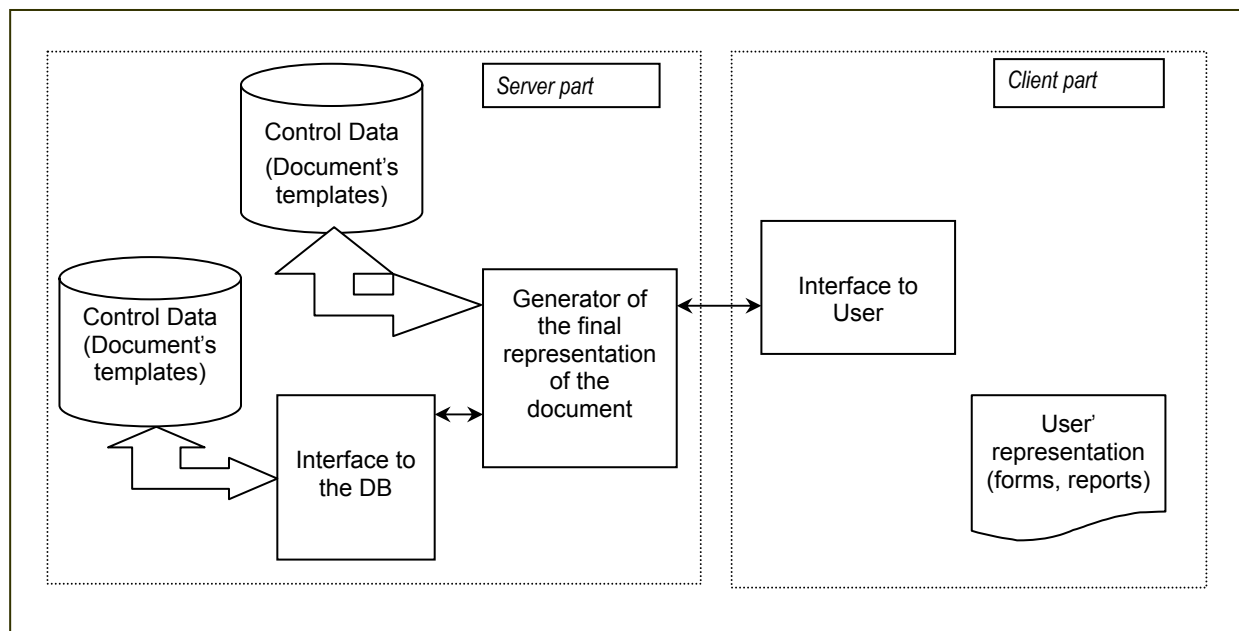 Server part
Client part
Control Data
(Document's
templates)
Control Data
(Document's
templates)
Interface to
the DB
Generator of
the final
representation
of the
document
Interface to
User
User'
representation
(forms, reports)